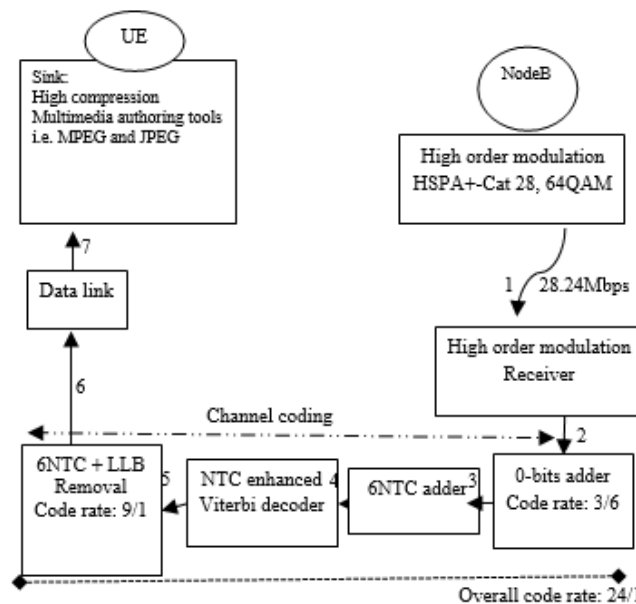 UE
Sink:
High compression
Multimedia authoring tools
i.e. MPEG and JPEG
NodeB
High order modulation
HSPA+-Cat 28, 64QAM
7
1
28.24Mbps
Data link
High order modulation
Receiver
6
Channel coding
2
6NTC + LLB
Removal
Code rate: 9/1
5
NTC enhanced
Viterbi decoder
4
6NTC adder
3
0-bits adder
Code rate: 3/6
Overall code rate: 24/